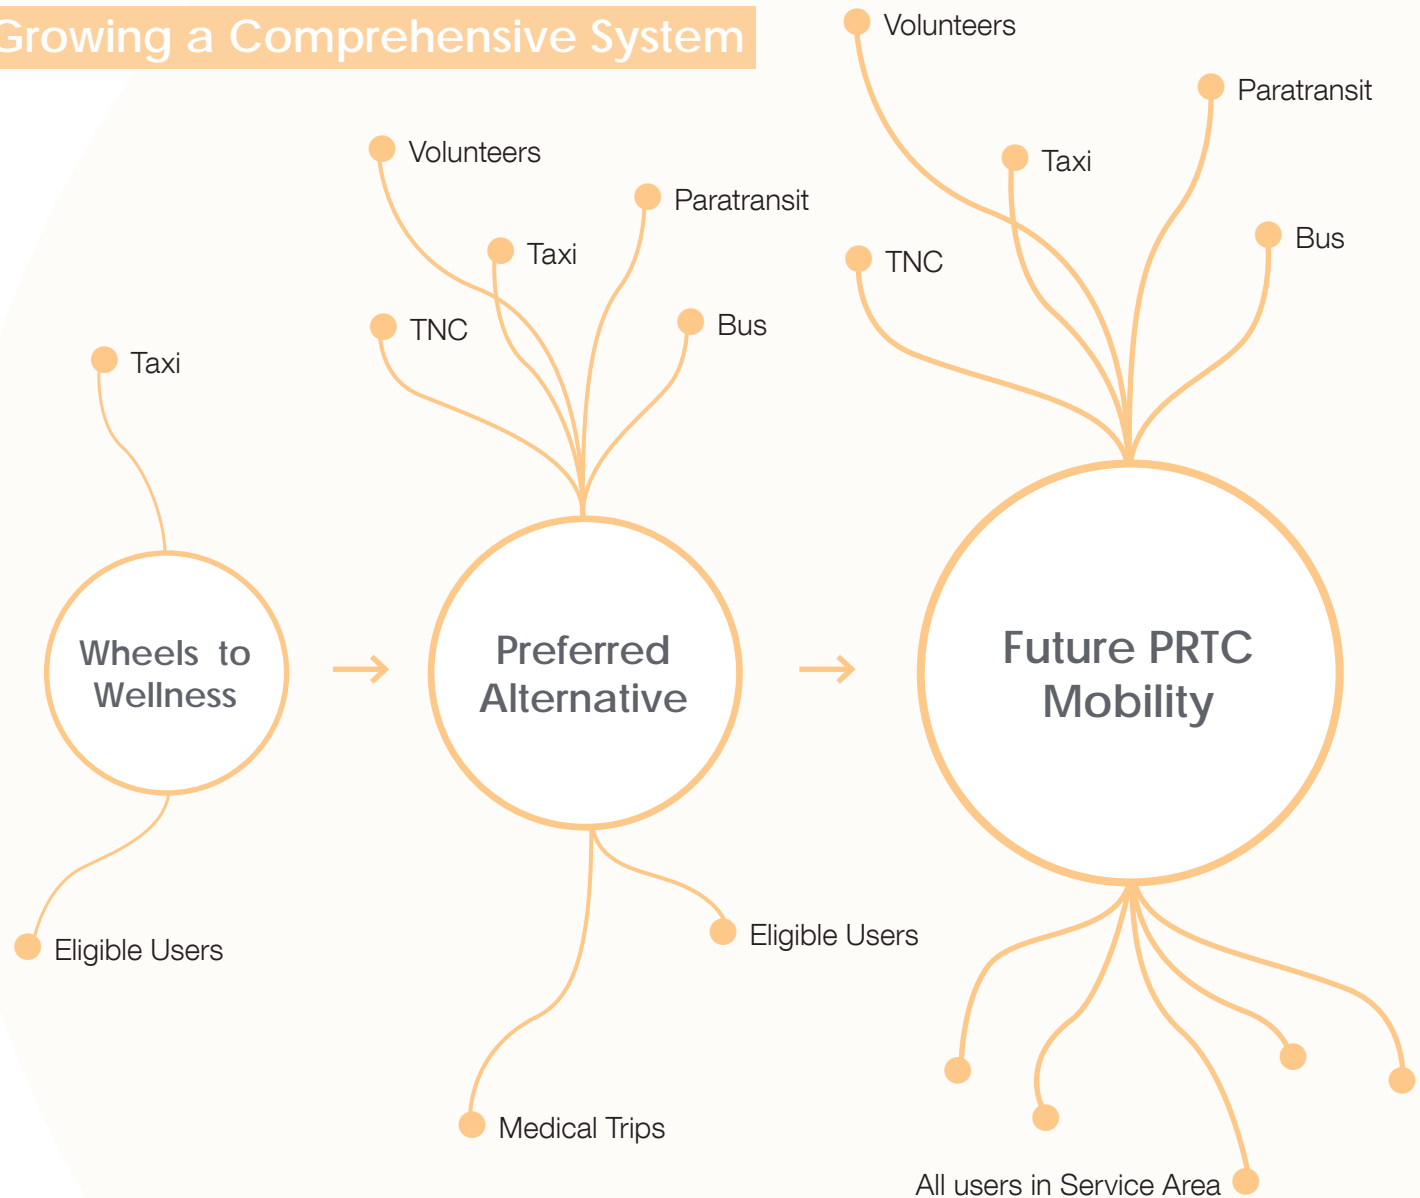 Growing a Comprehensive System
Taxi
Wheels to
Wellness
Eligible Users
Volunteers
Paratransit
Taxi
TNC
Bus
Preferred
Alternative
Eligible Users
Medical Trips
Volunteers
Paratransit
Taxi
Bus
TNC
Future PRTC
Mobility
All users in Service Area